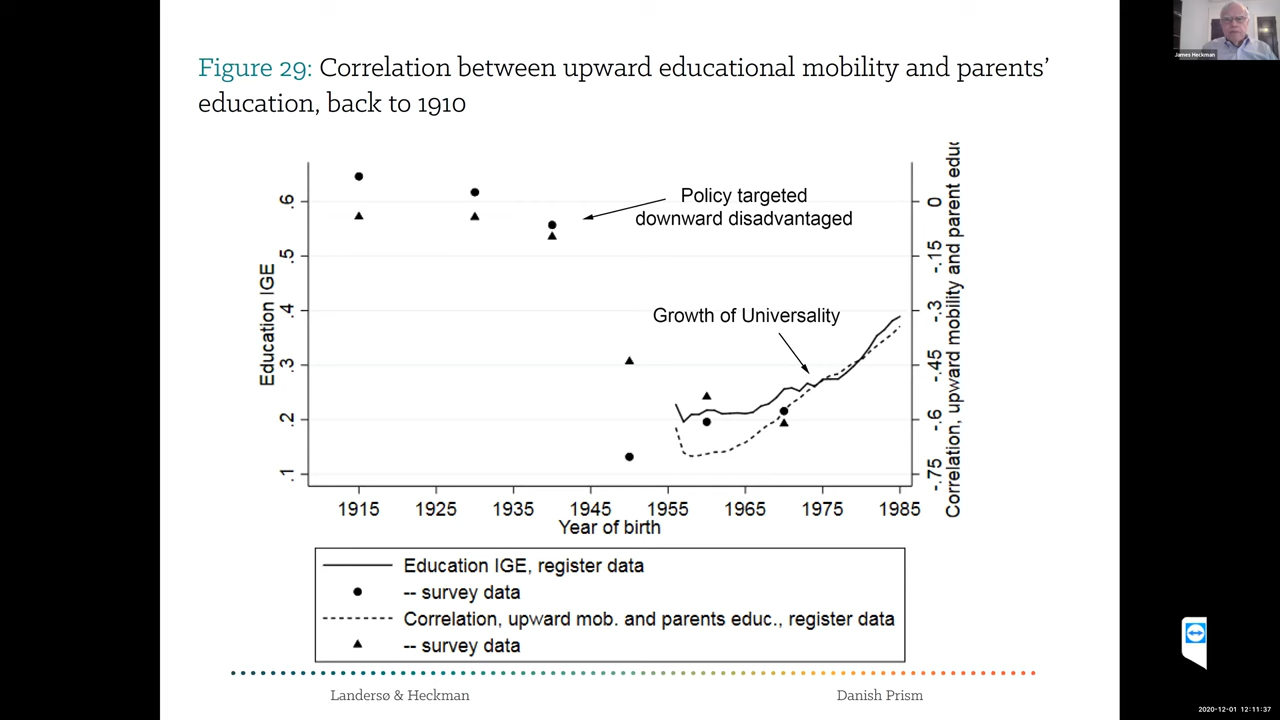 James Heckman
Figure 29: Correlation between upward educational mobility and parents’
education, back to 1910
Education IGE
.6
.5
.4
.3
.2
.1
Policy targeted
downward disadvantaged
Growth of Universality
0
-.15
-.3
-.45
-.6
-.75
Correlation, upward mobility and parent educ
1915 1925 1935 1945 1955 1965 1975 1985
Year of birth
Education IGE, register data
-- survey data
Correlation, upward mob. and parents educ., register data
-- survey data
Landersø & Heckman
Danish Prism
2020-12-01 12:11:37